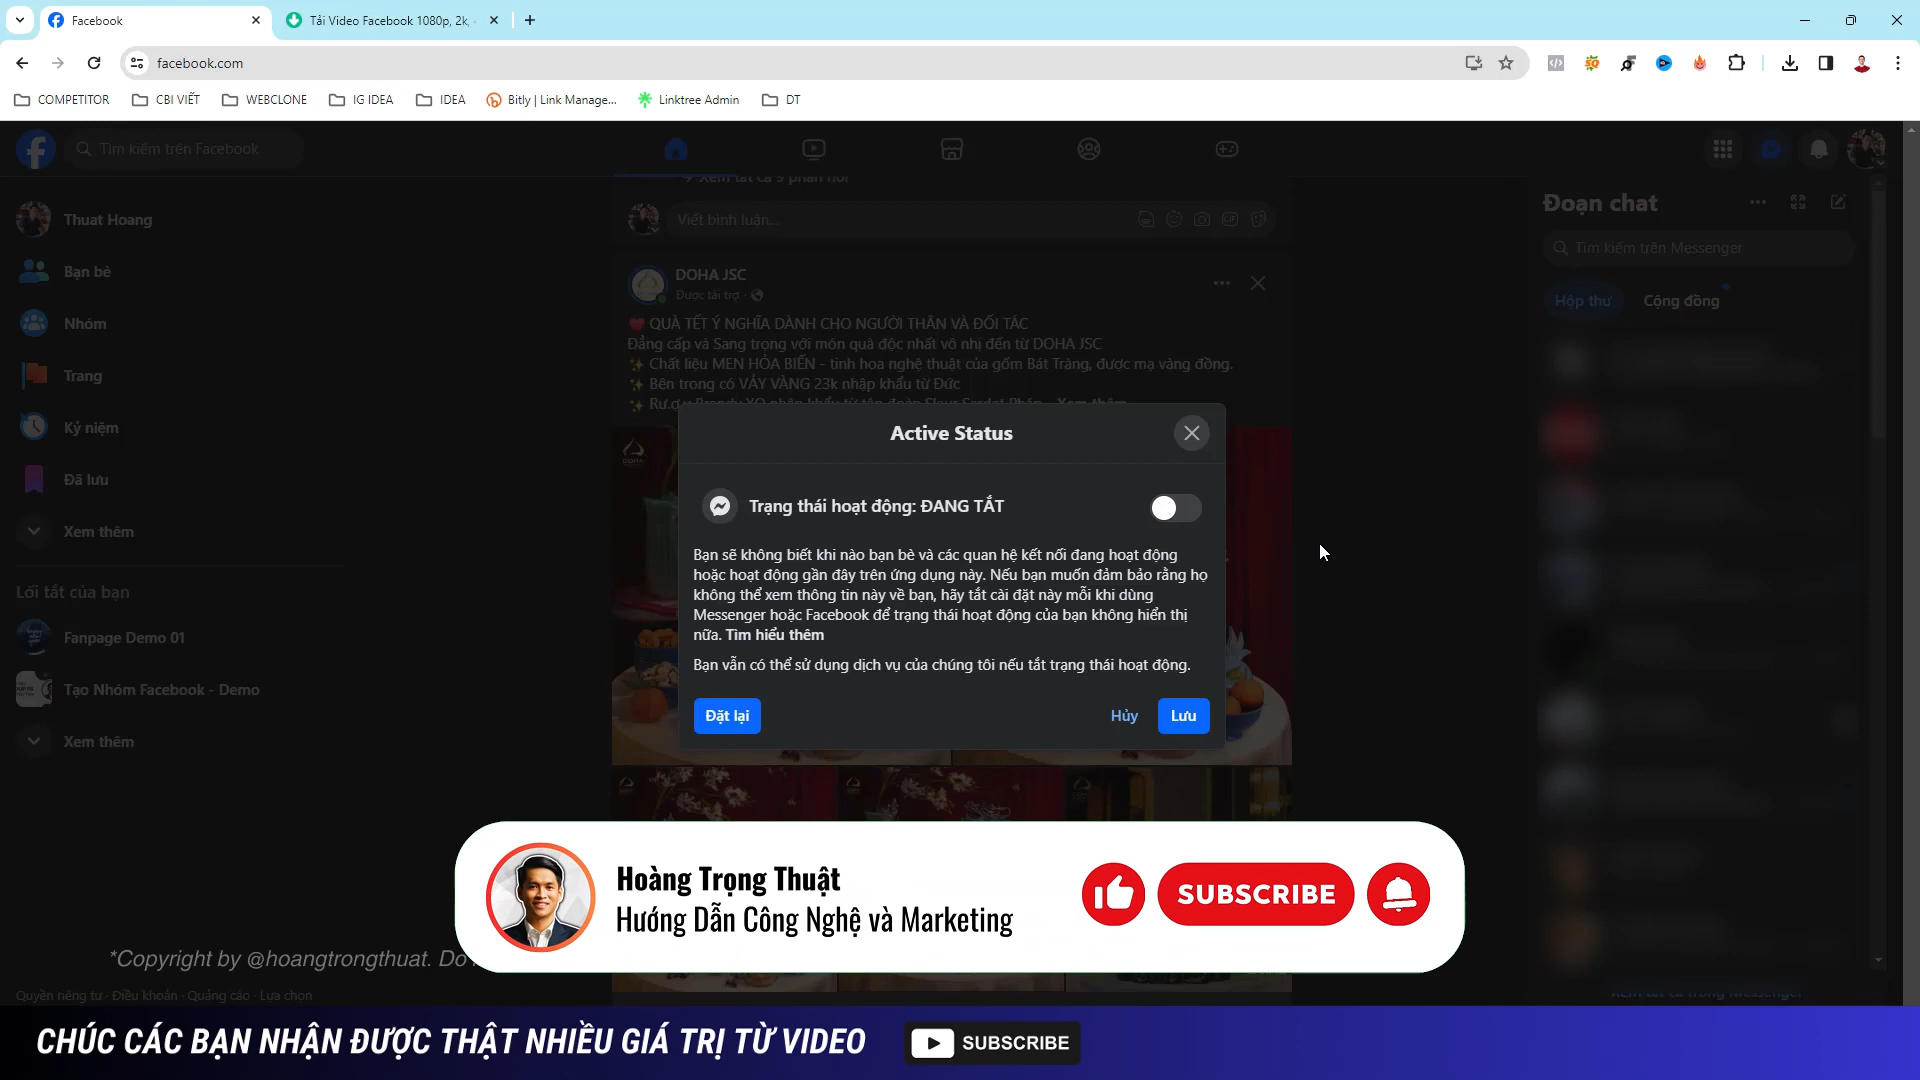 Facebook
Tải Video Facebook 1080p, 2k,
facebook.com
COMPETITOR
CBI VIẾT
WEBCLONE
IG IDEA
IDEA
Bitly | Link Manage...
Linktree Admin
DT
Tìm kiếm trên Facebook
Xem tất cả 9 phản hồi
Viết bình luận...
Thuat Hoang
Bạn bè
Nhóm
Trang
Kỷ niệm
Đã lưu
Xem thêm
Lối tắt của bạn
Fanpage Demo 01
Tạo Nhóm Facebook - Demo
Xem thêm
DOHA JSC
Được tài trợ ·
QUÀ TẾT Ý NGHĨA DÀNH CHO NGƯỜI THÂN VÀ ĐỐI TÁC
Đẳng cấp và Sang trọng với món quà độc nhất vô nhị đến từ DOHA JSC
Chất liệu MEN HỎA BIẾN - tinh hoa nghệ thuật của gốm Bát Tràng, được mạ vàng đồng.
Bên trong có VẢY VÀNG 23k nhập khẩu từ Đức
Đoạn chat
Tìm kiếm trên Messenger
Hộp thư
Cộng đồng
Active Status
Trạng thái hoạt động: ĐANG TẮT
Bạn sẽ không biết khi nào bạn bè và các quan hệ kết nối đang hoạt động
hoặc hoạt động gần đây trên ứng dụng này. Nếu bạn muốn đảm bảo rằng họ
không thể xem thông tin này về bạn, hãy tắt cài đặt này mỗi khi dùng
Messenger hoặc Facebook để trạng thái hoạt động của bạn không hiển thị
nữa. Tìm hiểu thêm
Bạn vẫn có thể sử dụng dịch vụ của chúng tôi nếu tắt trạng thái hoạt động.
Đặt lại
Hủy
Lưu
Hoàng Trọng Thuật
Hướng Dẫn Công Nghệ và Marketing
SUBSCRIBE
*Copyright by @hoangtrongthuat. Do
Quyền riêng tư · Điều khoản · Quảng cáo · Lựa chọn
CHÚC CÁC BẠN NHẬN ĐƯỢC THẬT NHIỀU GIÁ TRỊ TỪ VIDEO
SUBSCRIBE